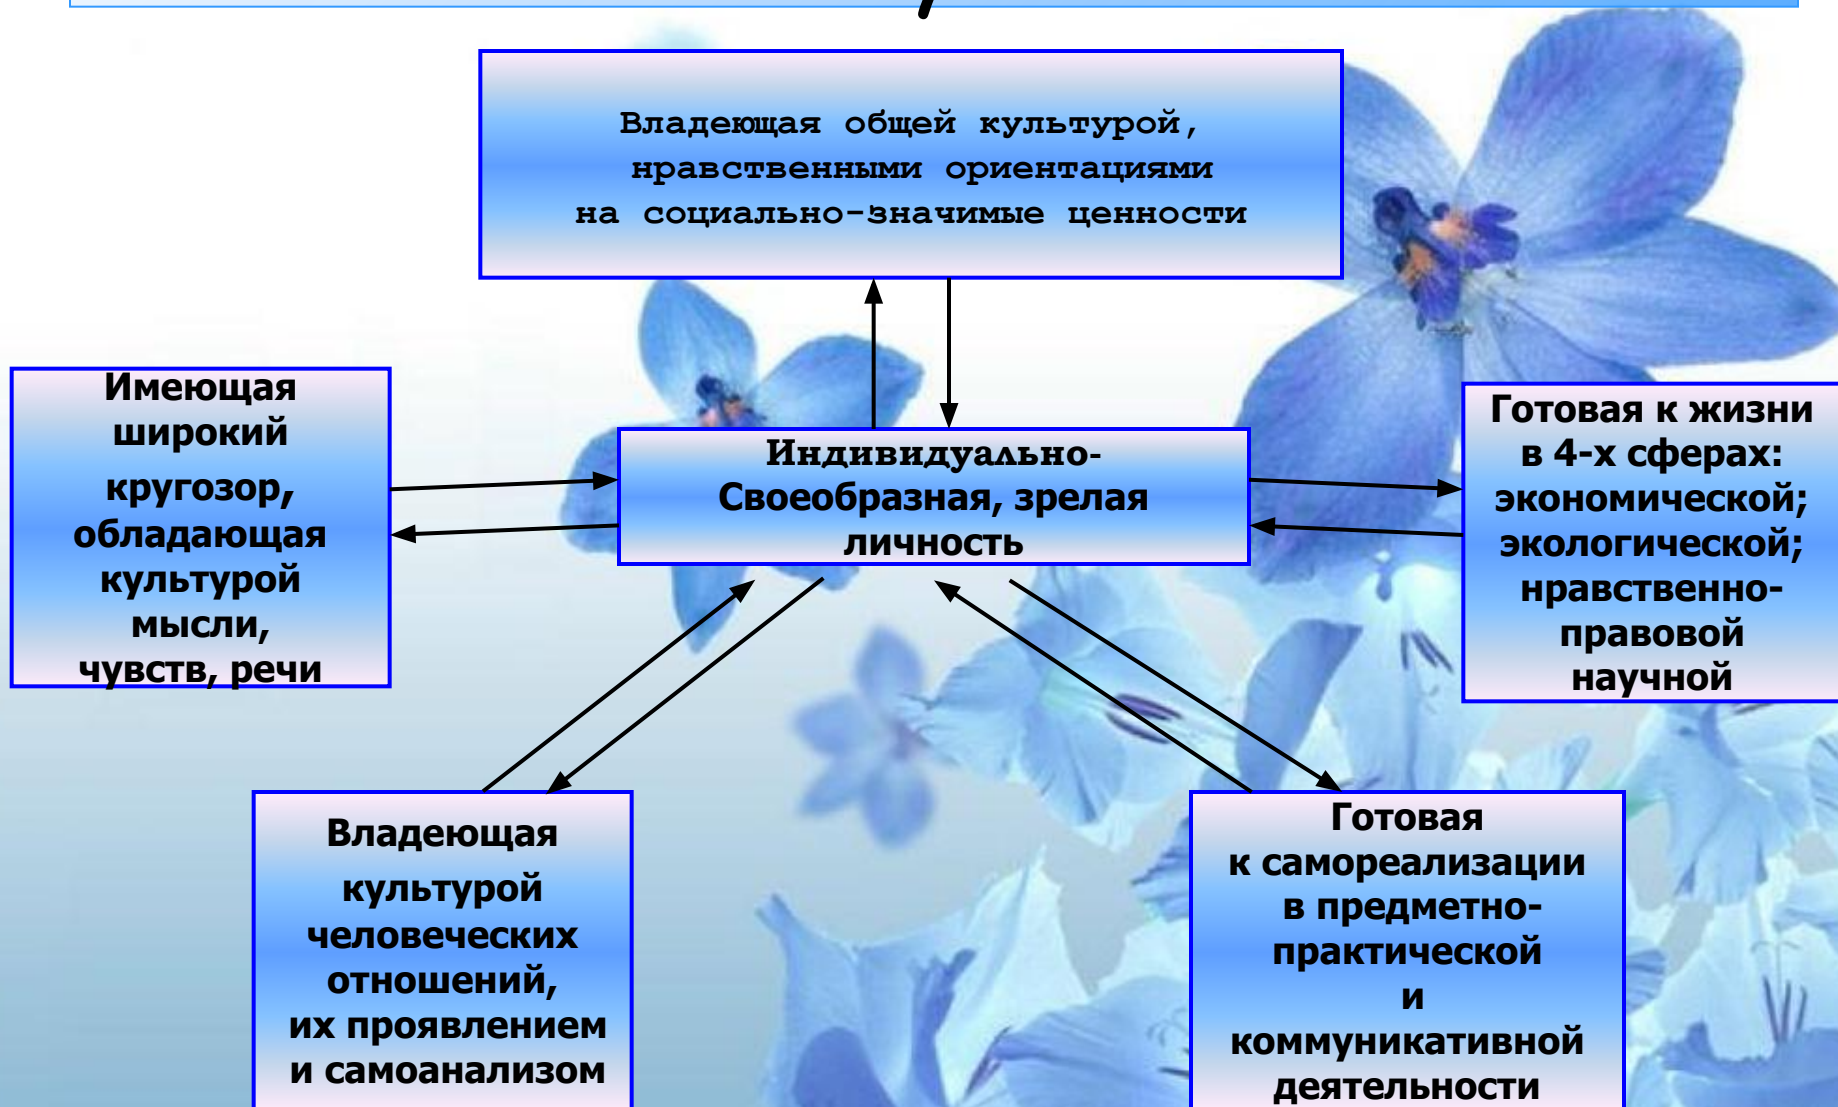 Владеющая общей культурой,
нравственными ориентациями
на социально-значимые ценности
Имеющая
широкий
кругозор,
обладающая
культурой
мысли,
чувств, речи
Индивидуально-
Своеобразная, зрелая
личность
Готовая к жизни
в 4-х сферах:
экономической;
экологической;
нравственно-
правовой
научной
Владеющая
культурой
человеческих
отношений,
их проявлением
и самоанализом
Готовая
к самореализации
в предметно-
практической
и
коммуникативной
деятельности